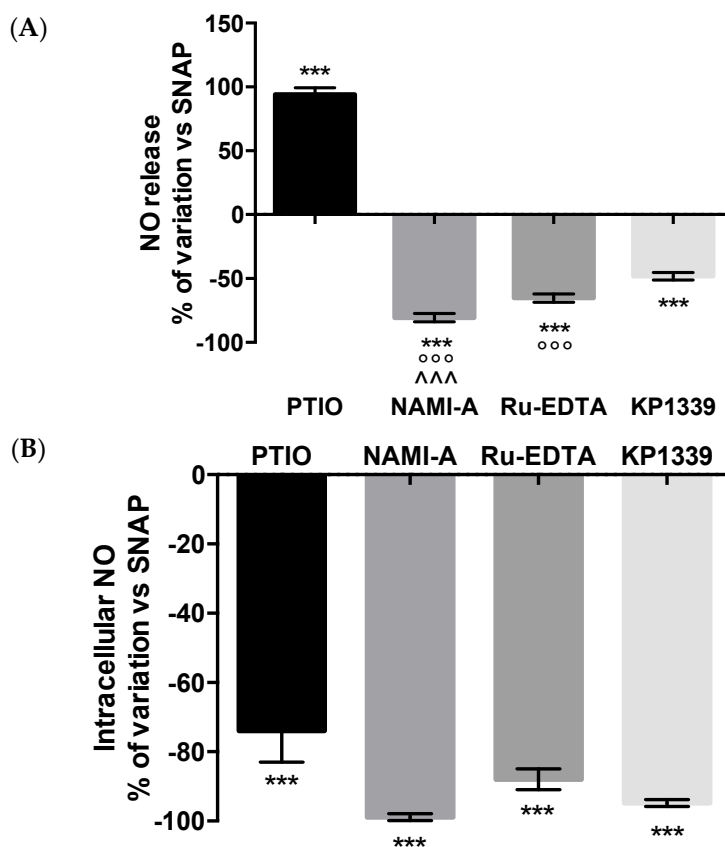 (A)
NO release
% of variation vs SNAP
150
100
50
0
-50
-100
***
***
°°°
^^^
***
°°°
***
PTIO NAMI-A Ru-EDTA KP1339
(B)
PTIO NAMI-A Ru-EDTA KP1339
Intracellular NO
% of variation vs SNAP
0
-20
-40
-60
-80
-100
***
***
***
***